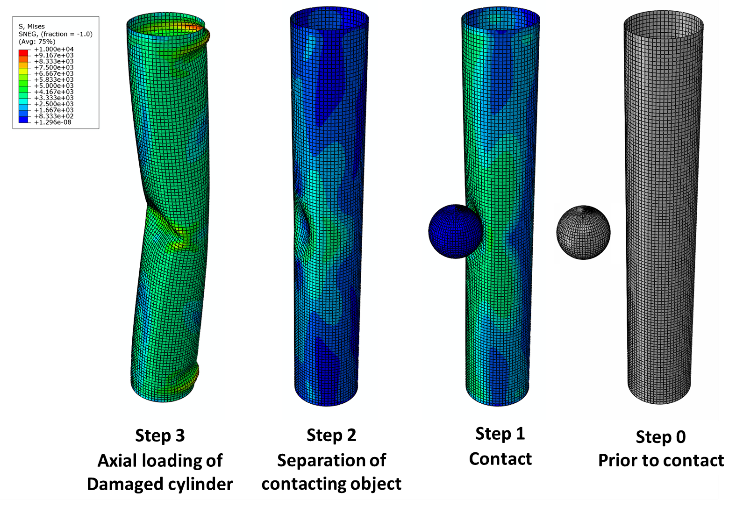 S, Mises
SNEG, (fraction = -1.0)
(Avg: 75%)
+1.000e+04
+9.167e+03
+8.333e+03
+7.500e+03
+6.667e+03
+5.833e+03
+5.000e+03
+4.167e+03
+3.333e+03
+2.500e+03
+1.667e+03
+8.333e+02
+1.296e-08
Step 3
Axial loading of
Damaged cylinder
Step 2
Separation of
contacting object
Step 1
Contact
Step 0
Prior to contact